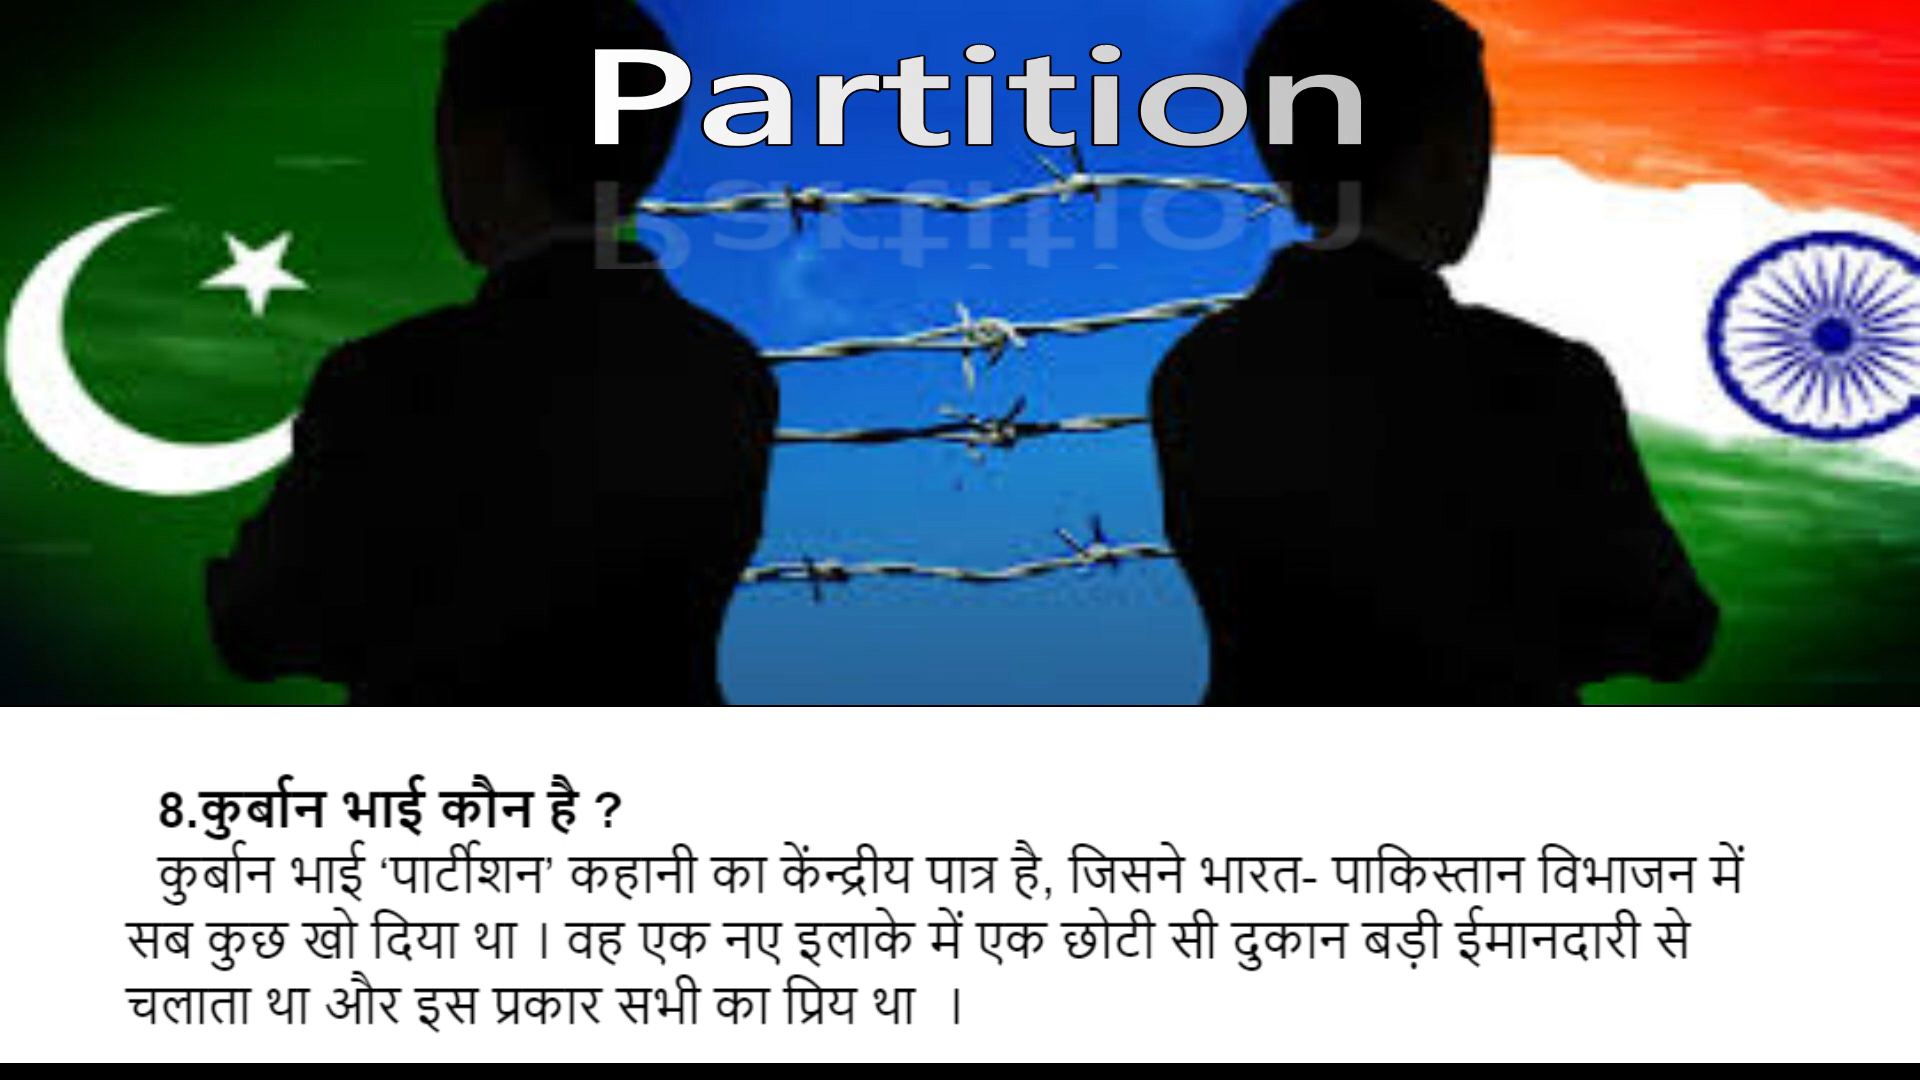 Partition
8.कुर्बान भाई कौन है ?
कुर्बान भाई ‘पार्टीशन’ कहानी का केंन्द्रीय पात्र है, जिसने भारत- पाकिस्तान विभाजन में
सब कुछ खो दिया था । वह एक नए इलाके में एक छोटी सी दुकान बड़ी ईमानदारी से
चलाता था और इस प्रकार सभी का प्रिय था ।